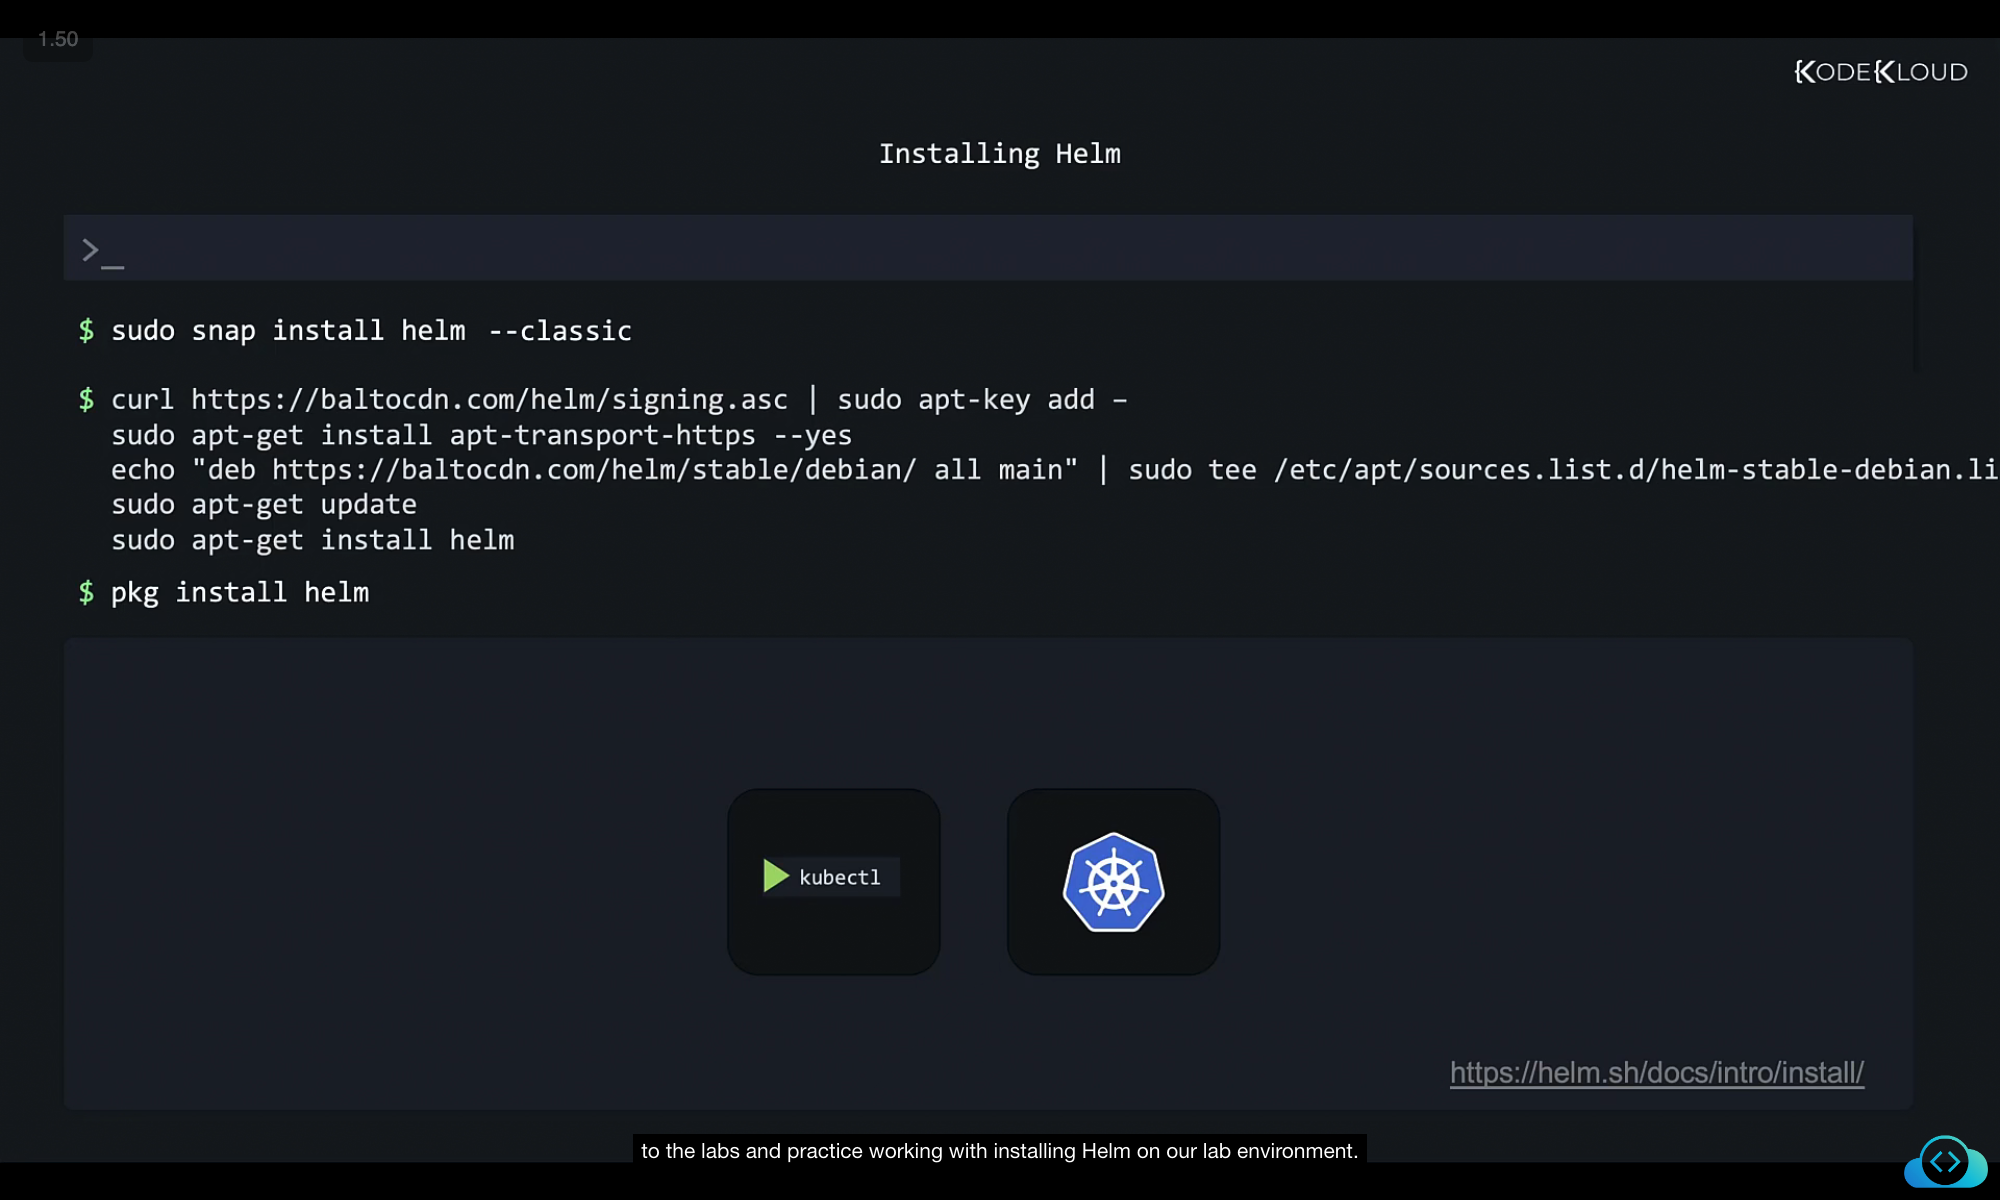 1.50
KODEKLOUD
Installing Helm
>_
$ sudo snap install helm --classic
$ curl https://baltocdn.com/helm/signing.asc | sudo apt-key add –
sudo apt-get install apt-transport-https --yes
echo "deb https://baltocdn.com/helm/stable/debian/ all main" | sudo tee /etc/apt/sources.list.d/helm-stable-debian.li
sudo apt-get update
sudo apt-get install helm
$ pkg install helm
kubectl
https://helm.sh/docs/intro/install/
to the labs and practice working with installing Helm on our lab environment.